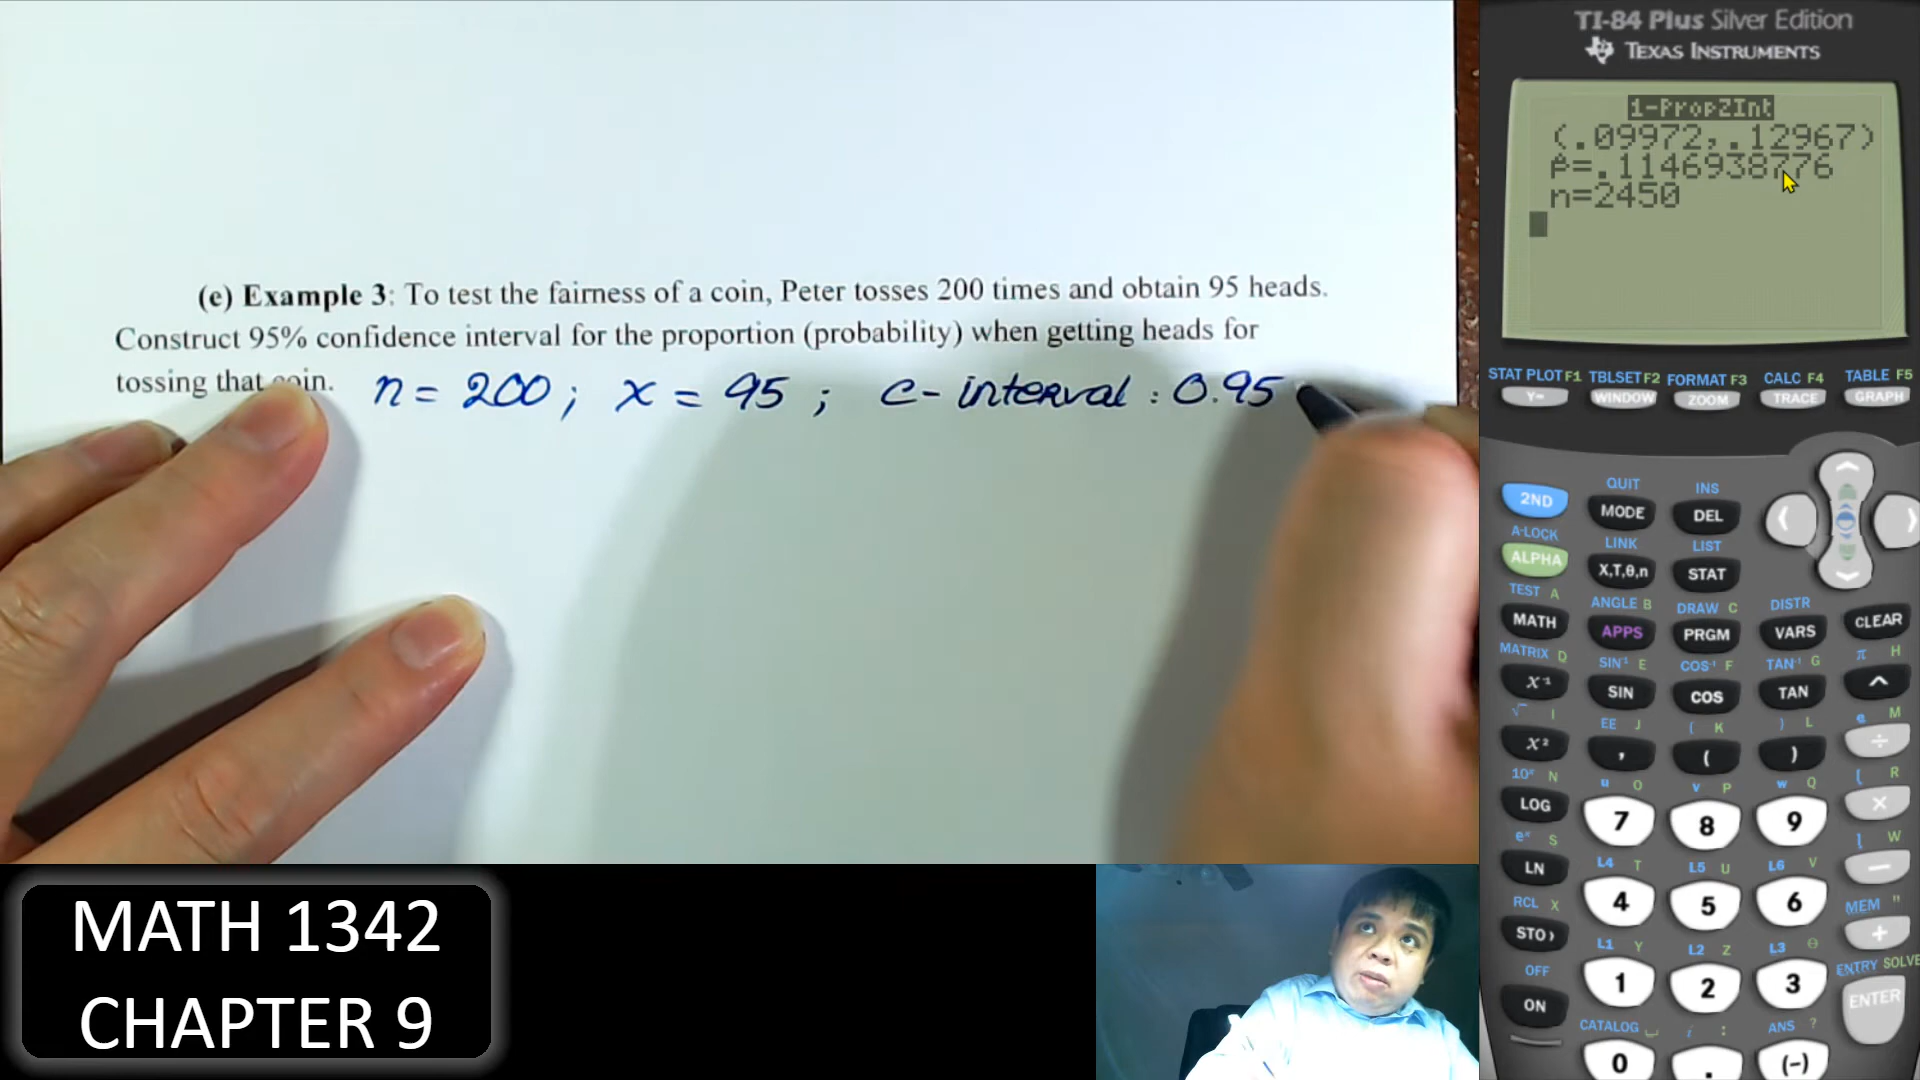 (e) Example 3: To test the fairness of a coin, Peter tosses 200 times and obtain 95 heads.
Construct 95% confidence interval for the proportion (probability) when getting heads for
tossing that coin. n = 200 ; x = 95 ; c-interval : 0.95
MATH 1342
CHAPTER 9
TI-84 Plus Silver Edition
TEXAS INSTRUMENTS
1-PropZInt
(.09972,.12967)
p̂=.1146938776
n=2450
STAT PLOT F1 TBLSET F2 FORMAT F3 CALC F4 TABLE F5
Y= WINDOW ZOOM TRACE GRAPH
QUIT INS
2ND MODE DEL
A-LOCK LINK LIST
ALPHA X,T,θ,n STAT
TEST A ANGLE B DRAW C DISTR
MATH APPS PRGM VARS CLEAR
MATRIX D SIN⁻¹ E COS⁻¹ F TAN⁻¹ G π H
x⁻¹ SIN COS TAN ^
√ I EE J ( K ) L e M
x² , ( ) ÷
10ˣ N u O v P w Q [ R
LOG 7 8 9 ×
eˣ S L4 T L5 U L6 V ] W
LN 4 5 6 −
RCL X L1 Y L2 Z L3 θ MEM "
STO› 1 2 3 +
OFF CATALOG ⎵ i : ANS ? ENTRY SOLVE
ON 0 . (-) ENTER